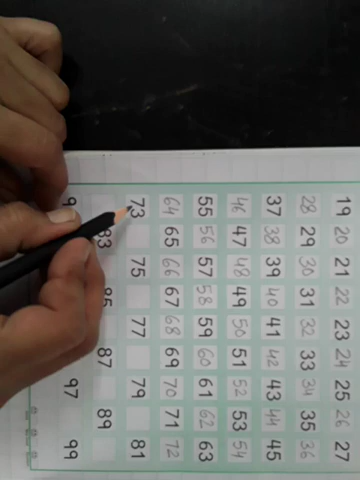 19 20 21 22 23 24 25 26 27
28 29 30 31 32 33 34 35 36
37 38 39 40 41 42 43 44 45
46 47 48 49 50 51 52 53 54
55 56 57 58 59 60 61 62 63
64 65 66 67 68 69 70 71 72
73 75 77 79 81
83 85 87 89
97 99